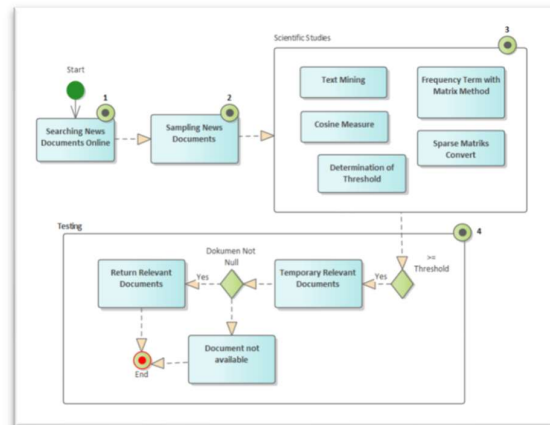 Scientific Studies
3
Start
1
2
Text Mining
Frequency Term with
Matrix Method
Searching News
Documents Online
Sampling News
Documents
Cosine Measure
Sparse Matriks
Convert
Determination of
Threshold
Testing
4
Dokumen Not
Null
>=
Threshold
Return Relevant
Documents
Yes
Temporary Relevant
Documents
Yes
Document not
available
End